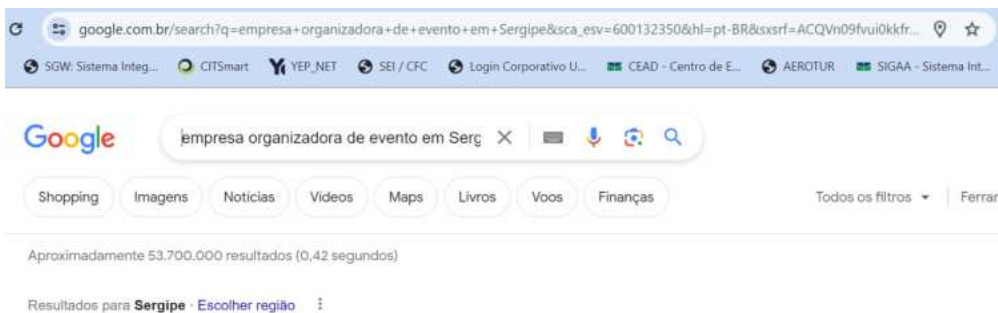 google.com.br/search?q=empresa+organizadora+de+evento+em+Sergipe&sca_esv=600132350&hl=pt-BR&sxsrf=ACQVn09fvui0kkfr...
SGW: Sistema Integ... CITSmart YEP_NET SEI / CFC Login Corporativo U... CEAD - Centro de E... AEROTUR SIGAA - Sistema Int...
Google empresa organizadora de evento em Serg
Shopping Imagens Notícias Vídeos Maps Livros Voos Finanças Todos os filtros Ferrar
Aproximadamente 53.700.000 resultados (0,42 segundos)
Resultados para Sergipe · Escolher região